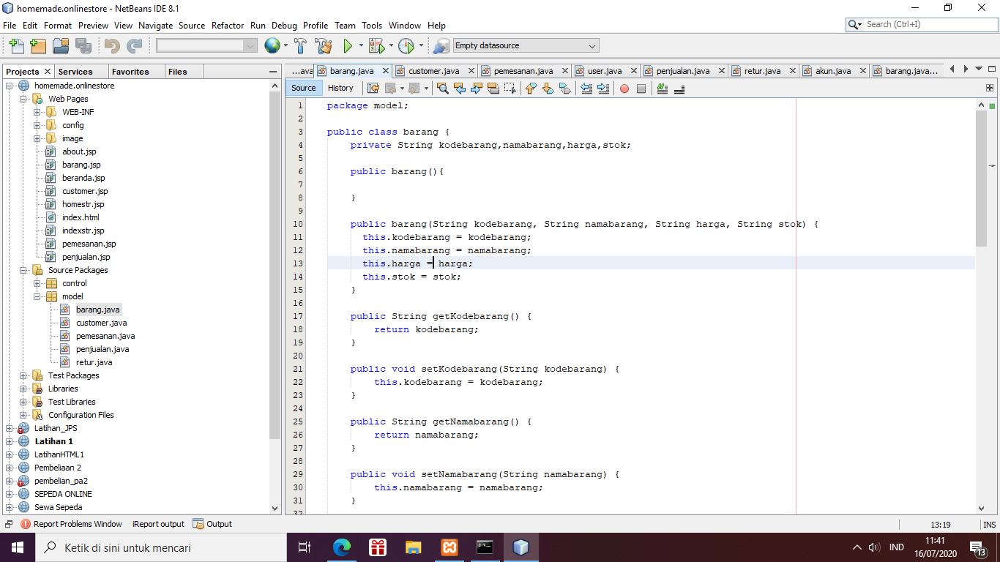 homemade.onlinestore - NetBeans IDE 8.1
File Edit Format Preview View Navigate Source Refactor Run Debug Profile Team Tools Window Help
Search (Ctrl+I)
Empty datasource
Projects Services Favorites Files
...ava barang.java customer.java pemesanan.java user.java penjualan.java retur.java akun.java barang.java...
Source History
homemade.onlinestore
Web Pages
WEB-INF
config
image
about.jsp
barang.jsp
beranda.jsp
customer.jsp
homestr.jsp
index.html
indexstr.jsp
pemesanan.jsp
penjualan.jsp
Source Packages
control
model
barang.java
customer.java
pemesanan.java
penjualan.java
retur.java
Test Packages
Libraries
Test Libraries
Configuration Files
Latihan_JPS
Latihan 1
LatihanHTML1
Pembeliaan 2
pembelian_pa2
SEPEDA ONLINE
Sewa Sepeda
1 package model;
2
3 public class barang {
4 private String kodebarang,namabarang,harga,stok;
5
6 public barang(){
7
8 }
9
10 public barang(String kodebarang, String namabarang, String harga, String stok) {
11 this.kodebarang = kodebarang;
12 this.namabarang = namabarang;
13 this.harga = harga;
14 this.stok = stok;
15 }
16
17 public String getKodebarang() {
18 return kodebarang;
19 }
20
21 public void setKodebarang(String kodebarang) {
22 this.kodebarang = kodebarang;
23 }
24
25 public String getNamabarang() {
26 return namabarang;
27 }
28
29 public void setNamabarang(String namabarang) {
30 this.namabarang = namabarang;
31 }
32
Report Problems Window iReport output Output
13:19 INS
Ketik di sini untuk mencari
IND
11:41
16/07/2020
13